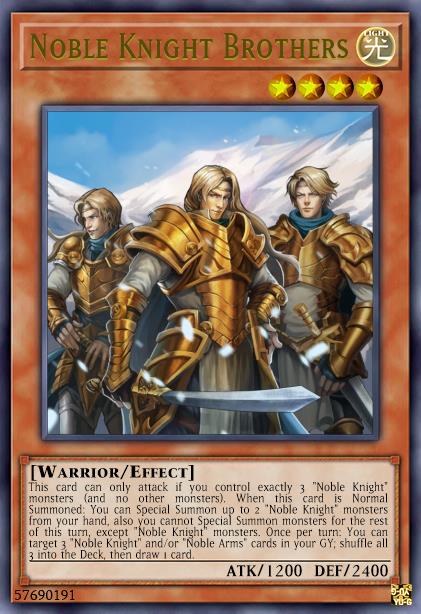 NOBLE KNIGHT BROTHERS
LIGHT
光
[WARRIOR/EFFECT]
This card can only attack if you control exactly 3 "Noble Knight"
monsters (and no other monsters). When this card is Normal
Summoned: You can Special Summon up to 2 "Noble Knight" monsters
from your hand, also you cannot Special Summon monsters for the rest
of this turn, except "Noble Knight" monsters. Once per turn: You can
target 3 "Noble Knight" and/or "Noble Arms" cards in your GY; shuffle all
3 into the Deck, then draw 1 card.
ATK/1200 DEF/2400
57690191